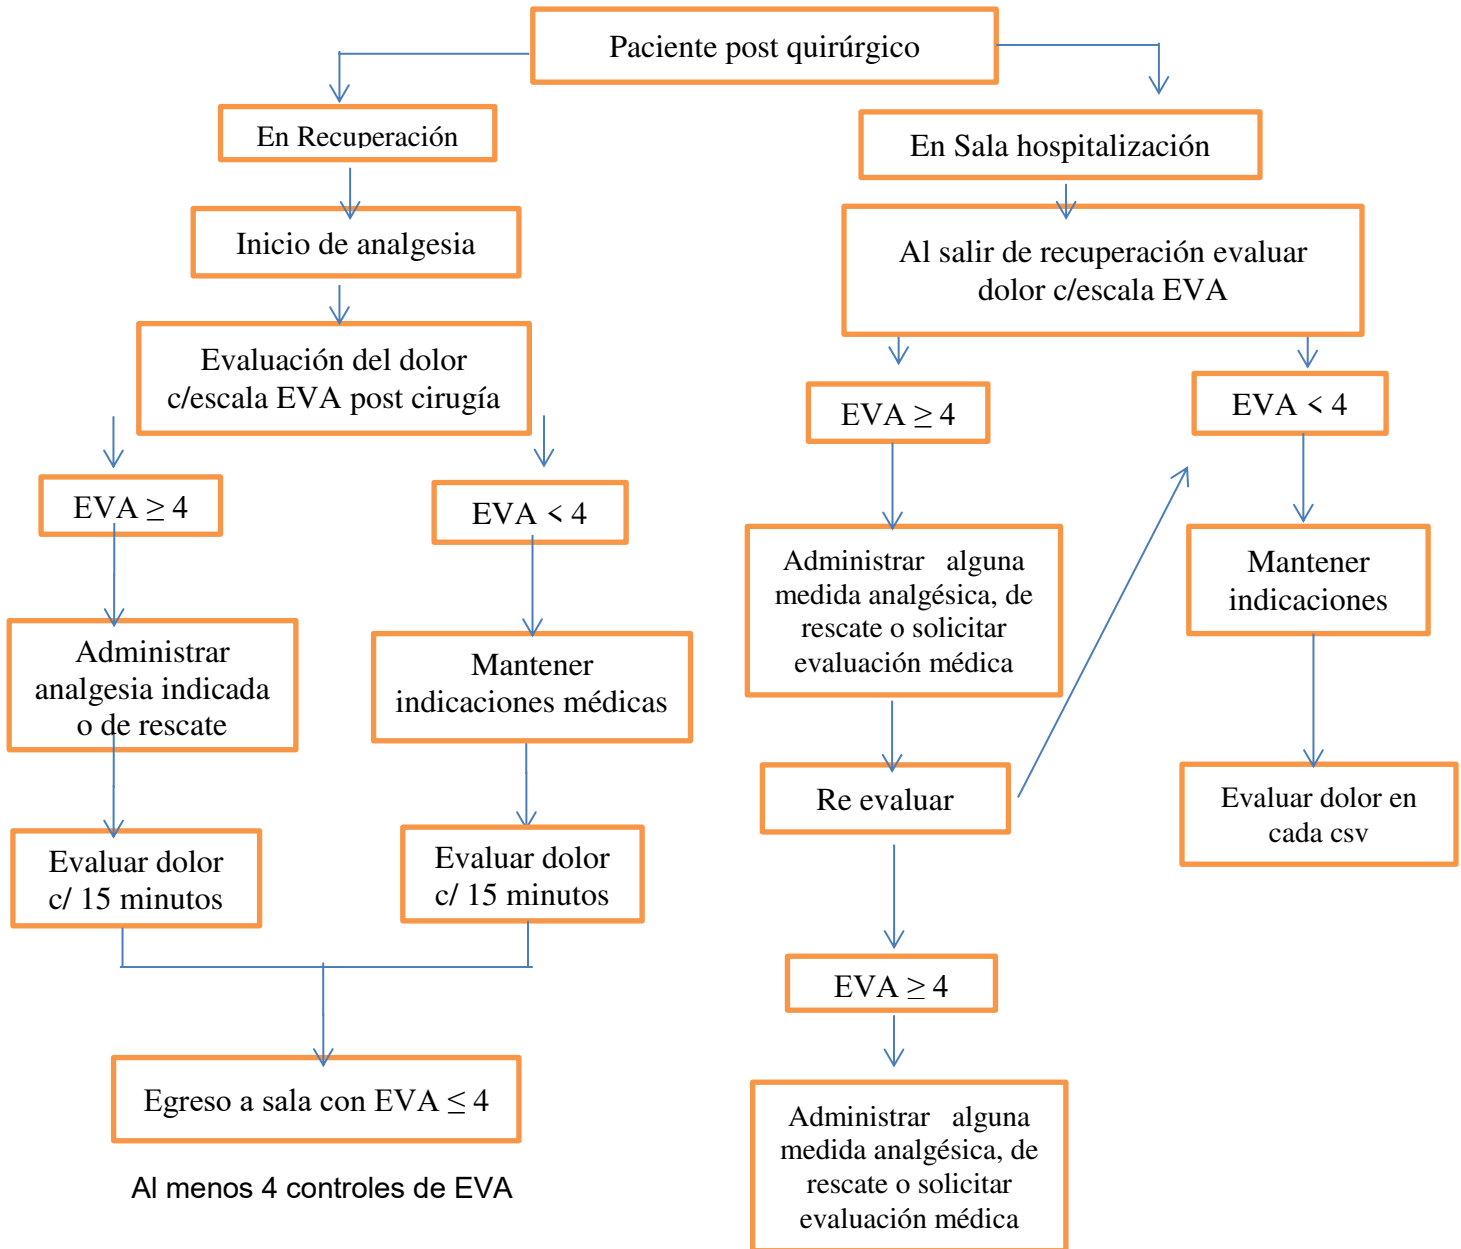 Paciente post quirúrgico
En Recuperación
Inicio de analgesia
Evaluación del dolor
c/escala EVA post cirugía
EVA ≥ 4
EVA < 4
Administrar
analgesia indicada
o de rescate
Mantener
indicaciones médicas
Evaluar dolor
c/ 15 minutos
Evaluar dolor
c/ 15 minutos
Egreso a sala con EVA ≤ 4
Al menos 4 controles de EVA
En Sala hospitalización
Al salir de recuperación evaluar
dolor c/escala EVA
EVA ≥ 4
EVA < 4
Administrar alguna
medida analgésica, de
rescate o solicitar
evaluación médica
Mantener
indicaciones
Re evaluar
Evaluar dolor en
cada csv
EVA ≥ 4
Administrar alguna
medida analgésica, de
rescate o solicitar
evaluación médica